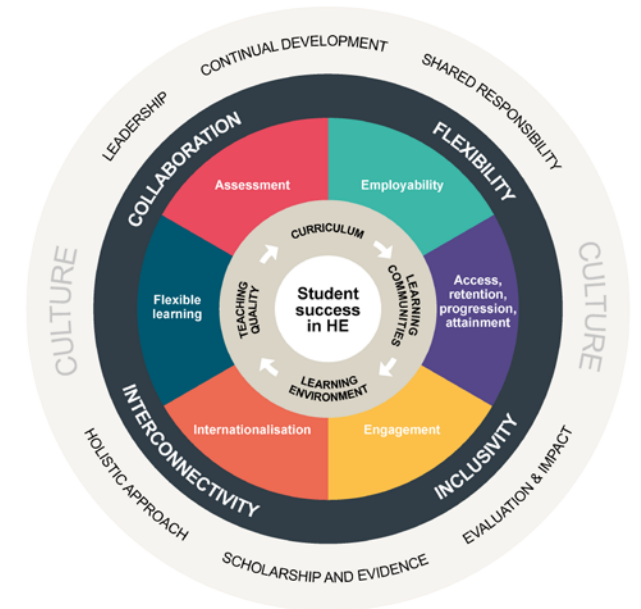 CONTINUAL DEVELOPMENT
SHARED RESPONSIBILITY
LEADERSHIP
CULTURE
CULTURE
HOLISTIC APPROACH
SCHOLARSHIP AND EVIDENCE
EVALUATION & IMPACT
COLLABORATION
FLEXIBILITY
INTERCONNECTIVITY
INCLUSIVITY
Assessment
Employability
Flexible
learning
Access,
retention,
progression,
attainment
Internationalisation
Engagement
CURRICULUM
LEARNING
COMMUNITIES
TEACHING
QUALITY
LEARNING
ENVIRONMENT
Student
success
in HE